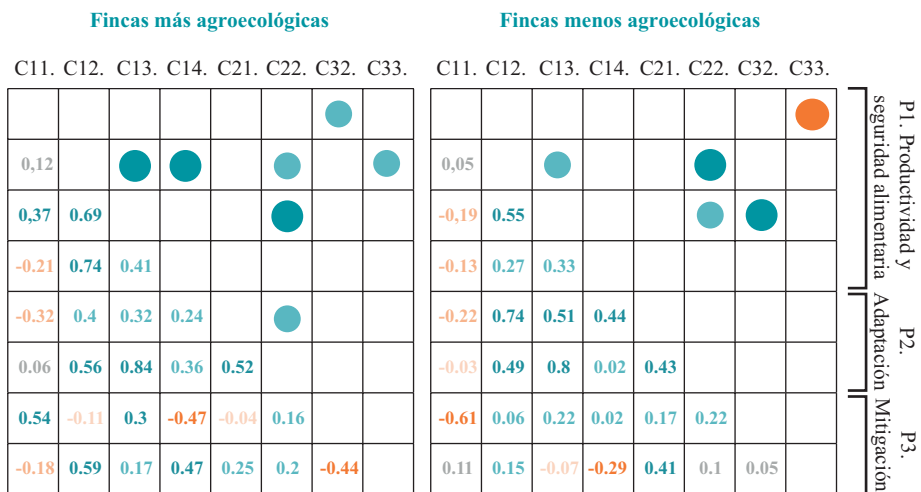 Fincas más agroecológicas
Fincas menos agroecológicas
C11. C12. C13. C14. C21. C22. C32. C33.
C11. C12. C13. C14. C21. C22. C32. C33.
0,12
0,05
0,37 0.69
-0,19 0.55
-0.21 0.74 0.41
-0.13 0.27 0.33
-0.32 0.4 0.32 0.24
-0.22 0.74 0.51 0.44
0.06 0.56 0.84 0.36 0.52
-0.03 0.49 0.8 0.02 0.43
0.54 -0.11 0.3 -0.47 -0.04 0.16
-0.61 0.06 0.22 0.02 0.17 0.22
-0.18 0.59 0.17 0.47 0.25 0.2 -0.44
0.11 0.15 -0.07 -0.29 0.41 0.1 0.05
P1. Productividad y
seguridad alimentaria
P2.
Adaptación
P3.
Mitigación